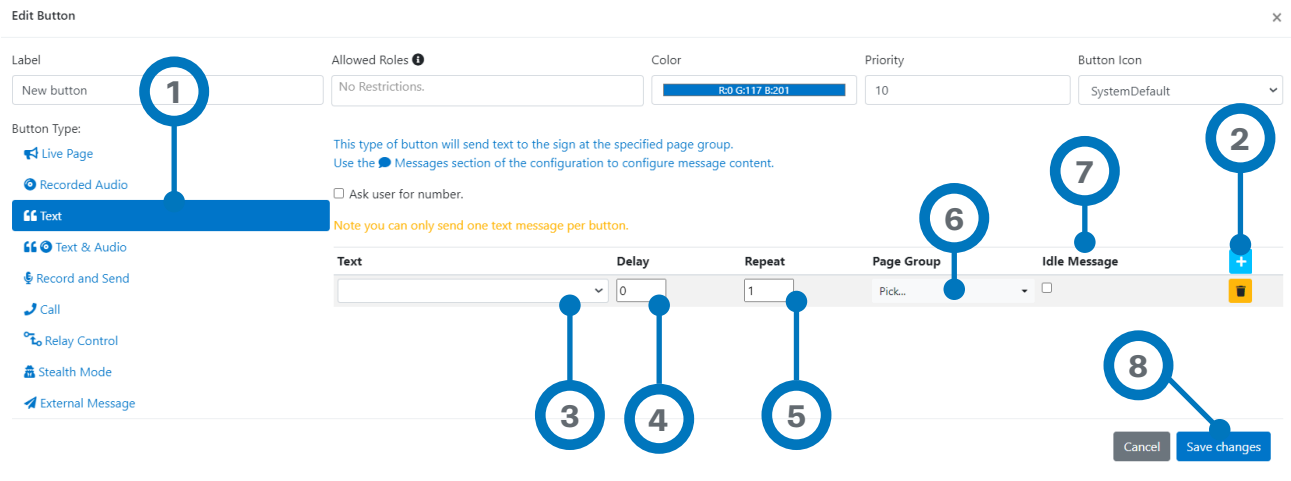 Edit Button
×
Label Allowed Roles Color Priority Button Icon
New button No Restrictions. R:0 G:117 B:201 10 SystemDefault
1
Button Type:
2
Live Page
This type of button will send text to the sign at the specified page group.
Use the Messages section of the configuration to configure message content.
7
Recorded Audio
Ask user for number.
6
Text
Note you can only send one text message per button.
Text & Audio
Text Delay Repeat Page Group Idle Message +
Record and Send
0 1 Pick...
Call
Relay Control
Stealth Mode
8
External Message
3 4 5
Cancel Save changes